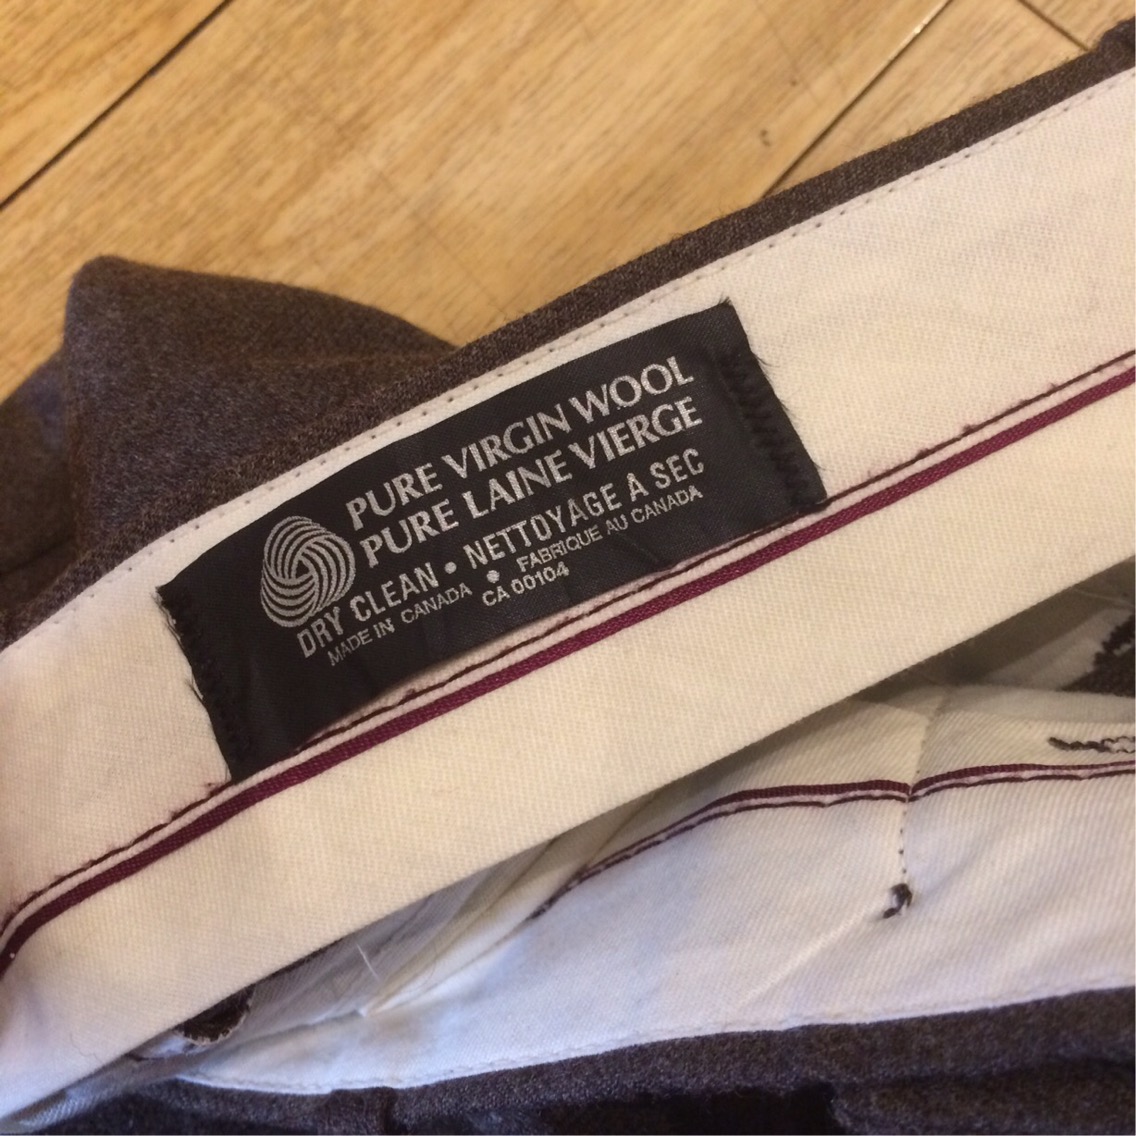 PURE VIRGIN WOOL
PURE LAINE VIERGE
DRY CLEAN • NETTOYAGE A SEC
MADE IN CANADA • FABRIQUE AU CANADA
CA 00104